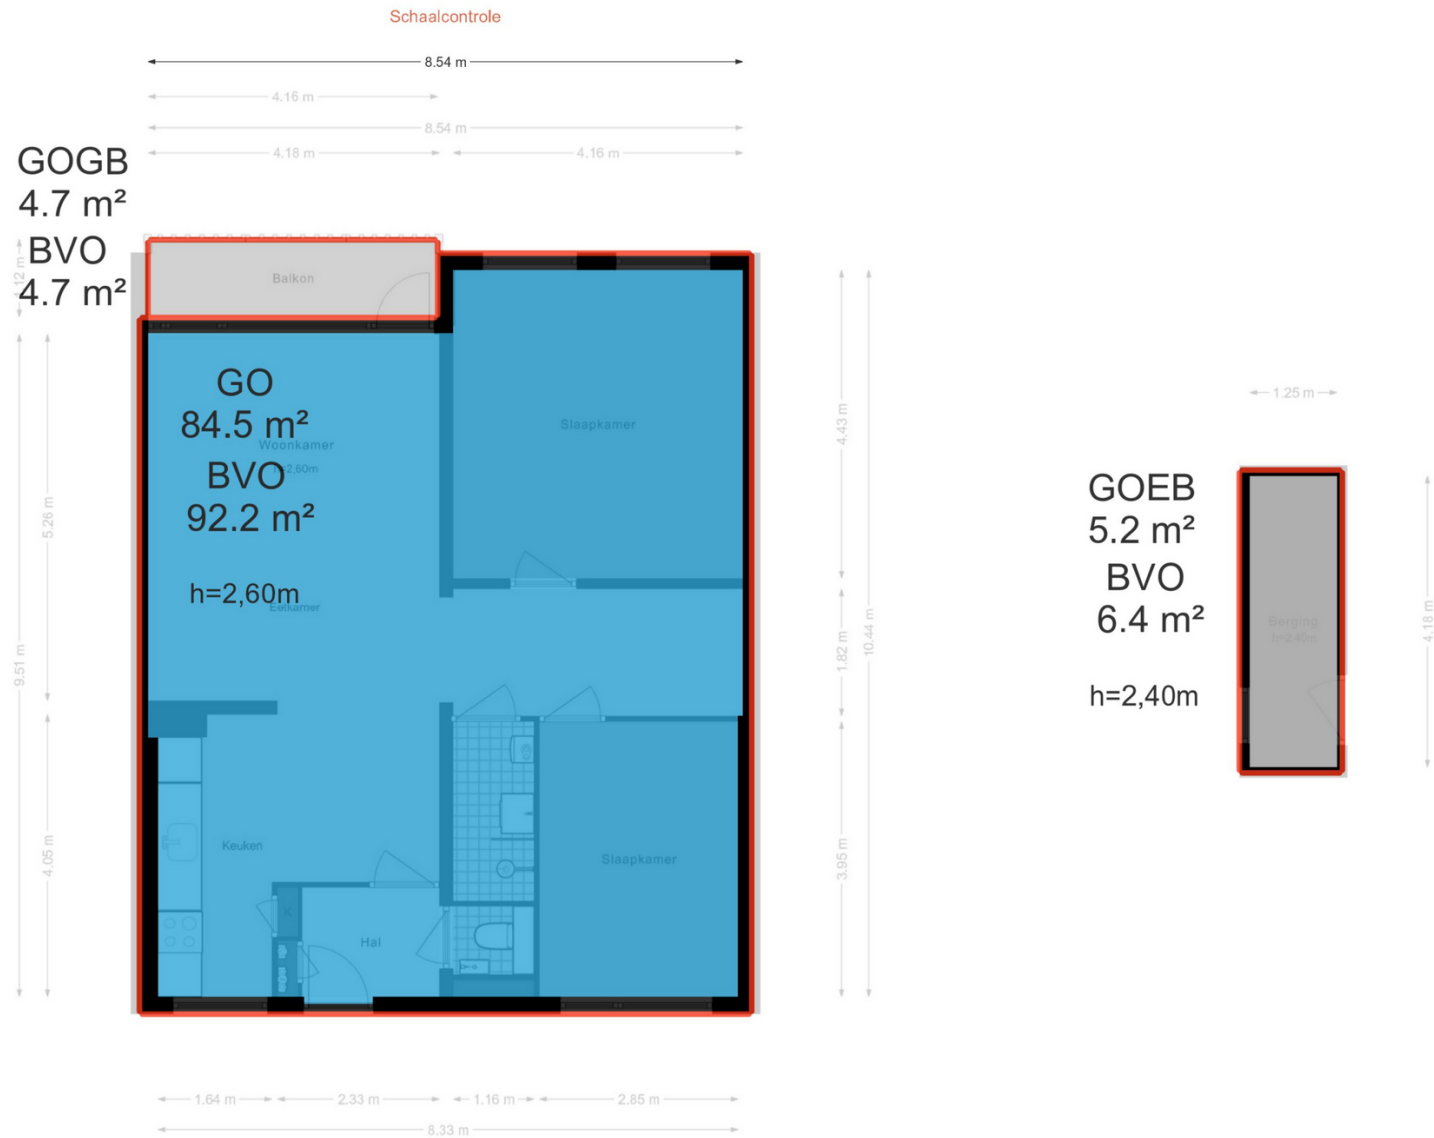 Schaalcontrole
8.54 m
4.16 m
8.54 m
4.18 m
4.16 m
GOGB
4.7 m²
BVO
4.7 m²
Balkon
GO
84.5 m²
Woonkamer
BVO
92.2 m²
h=2,60m
Eetkamer
Slaapkamer
5.26 m
9.51 m
4.05 m
4.43 m
1.82 m
10.44 m
3.95 m
Keuken
K
Hal
Slaapkamer
1.64 m
2.33 m
1.16 m
2.85 m
8.33 m
1.25 m
GOEB
5.2 m²
BVO
6.4 m²
h=2,40m
Berging
h=2,40m
4.18 m